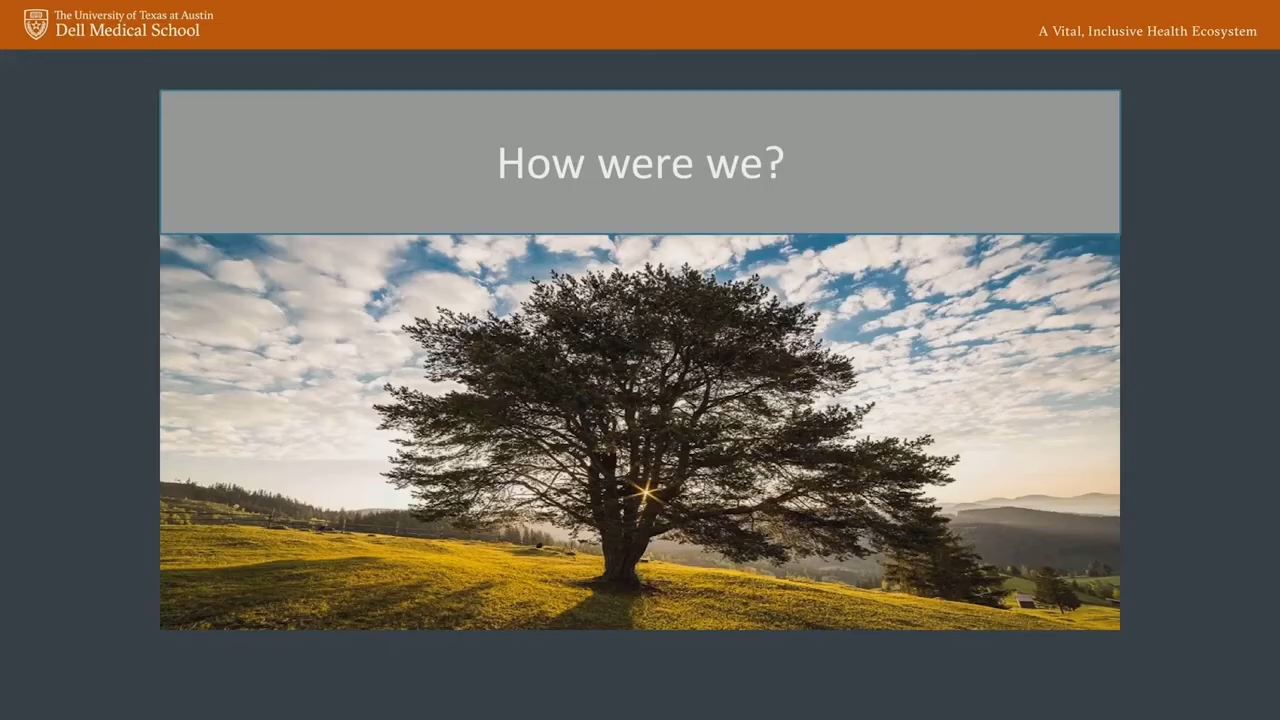 The University of Texas at Austin
Dell Medical School
A Vital, Inclusive Health Ecosystem
How were we?